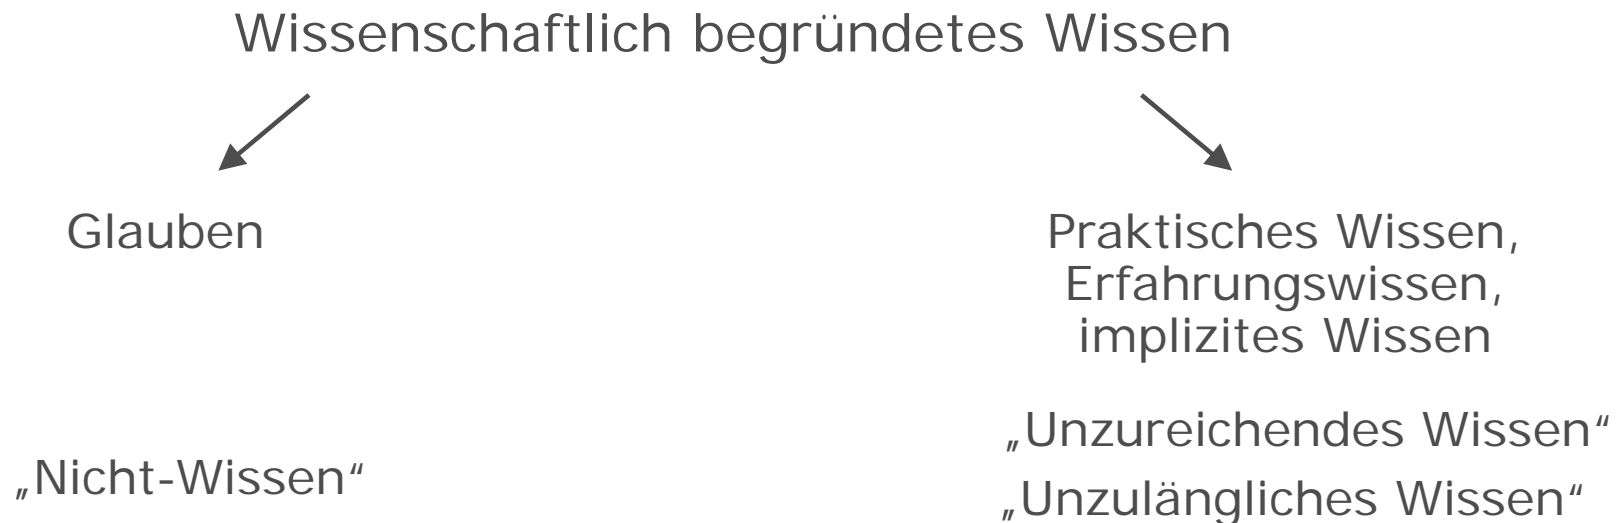 Wissenschaftlich begründetes Wissen
Glauben
Praktisches Wissen,
Erfahrungswissen,
implizites Wissen
„Nicht-Wissen“
„Unzureichendes Wissen“
„Unzulängliches Wissen“